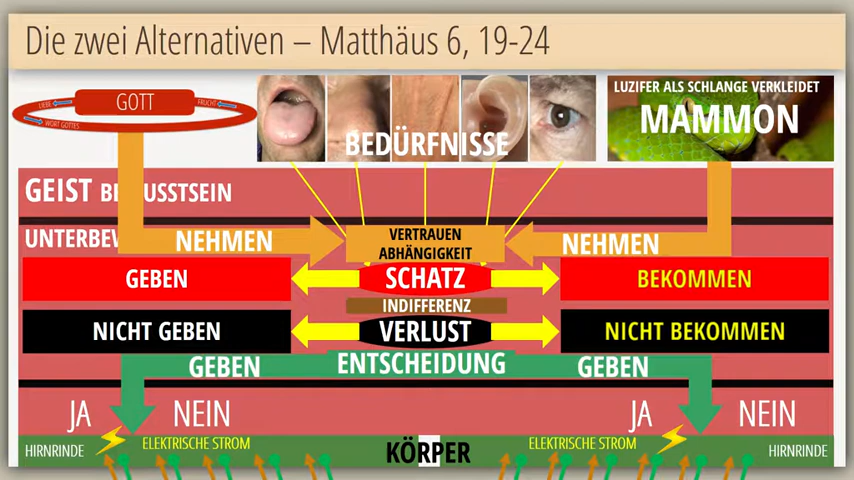 Die zwei Alternativen – Matthäus 6, 19-24
GOTT
LIEBE
FRUCHT
WORT GOTTES
BEDÜRFNISSE
LUZIFER ALS SCHLANGE VERKLEIDET
MAMMON
GEIST
USSTSEIN
UNTERBEW
NEHMEN
VERTRAUEN
ABHÄNGIGKEIT
NEHMEN
GEBEN
SCHATZ
BEKOMMEN
INDIFFERENZ
NICHT GEBEN
VERLUST
NICHT BEKOMMEN
GEBEN
ENTSCHEIDUNG
GEBEN
JA
NEIN
JA
NEIN
HIRNRINDE
ELEKTRISCHE STROM
KÖRPER
ELEKTRISCHE STROM
HIRNRINDE